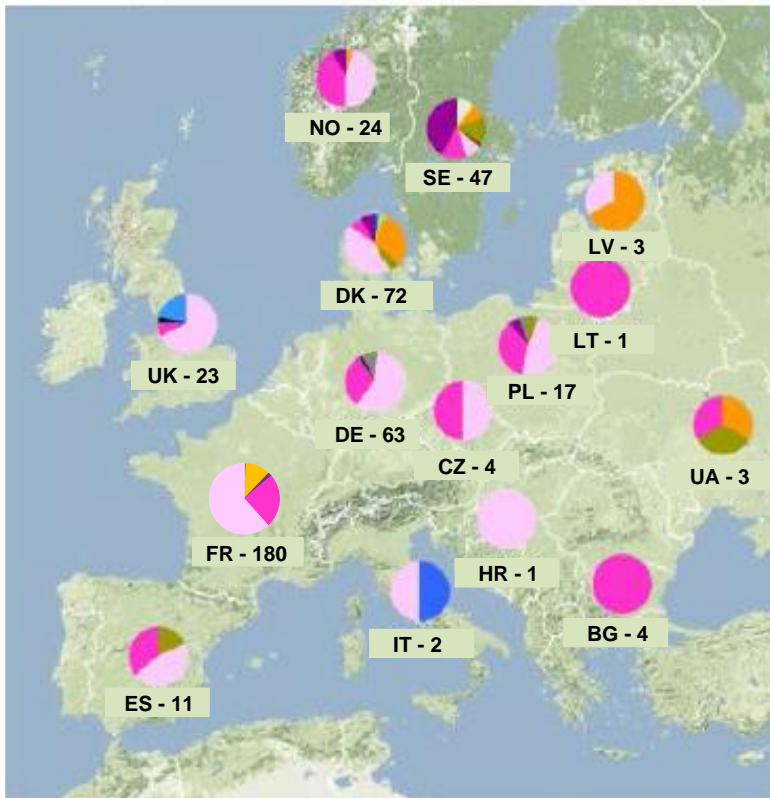 NO - 24
SE - 47
LV - 3
DK - 72
LT - 1
UK - 23
PL - 17
DE - 63
CZ - 4
UA - 3
FR - 180
HR - 1
BG - 4
IT - 2
ES - 11